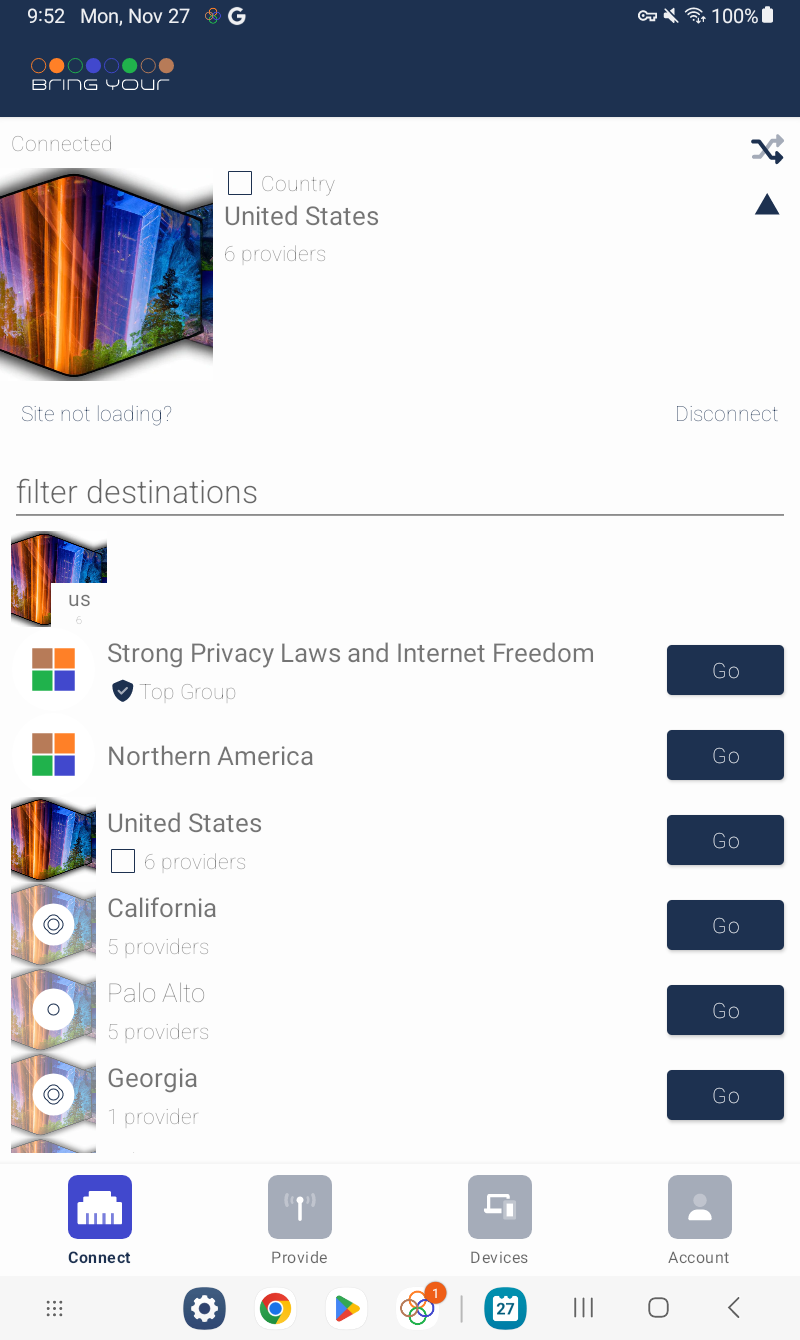 9:52 Mon, Nov 27 G 100%
BRING YOUR
Connected
Country
United States
6 providers
Site not loading?
Disconnect
filter destinations
us
6
Strong Privacy Laws and Internet Freedom
Top Group
Go
Northern America
Go
United States
6 providers
Go
California
5 providers
Go
Palo Alto
5 providers
Go
Georgia
1 provider
Go
Connect
Provide
Devices
Account
1
27